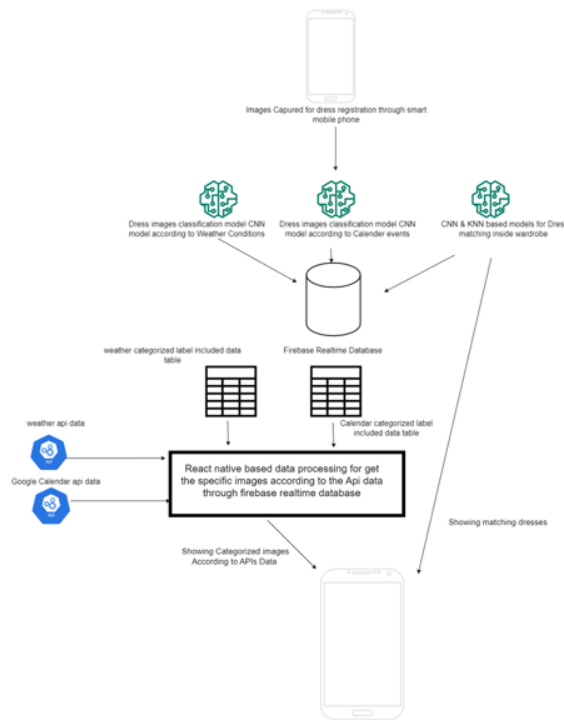 Images Capured for dress registration through smart
mobile phone
Dress images classification model CNN
model according to Weather Conditions
Dress images classification model CNN
model according to Calender events
CNN & KNN based models for Dres
matching inside wardrobe
weather categorized label included data
table
Firebase Realtime Database
Calendar categorized label
included data table
weather api data
API
Google Calendar api data
API
React native based data processing for get
the specific images according to the Api data
through firebase realtime database
Showing matching dresses
Showing Categorized images
According to APIs Data